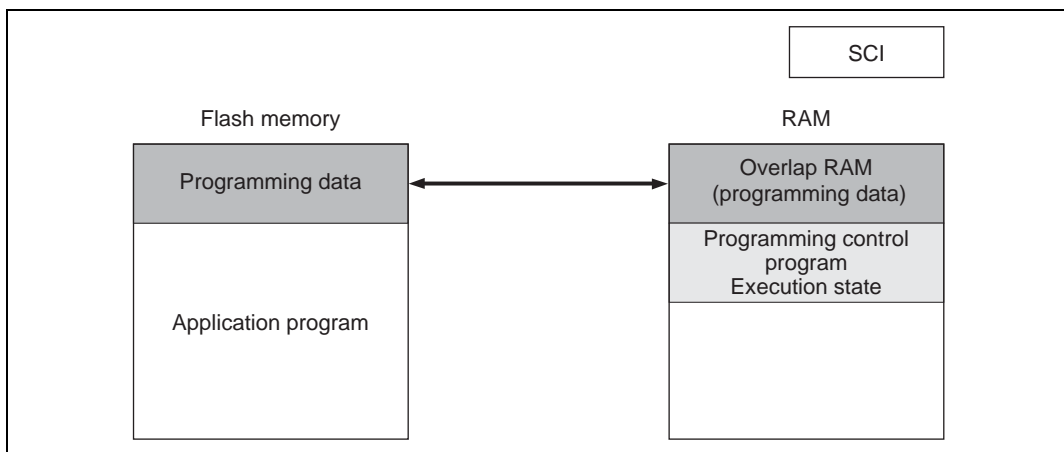 SCI
Flash memory
RAM
Programming data
Overlap RAM
(programming data)
Programming control
program
Execution state
Application program